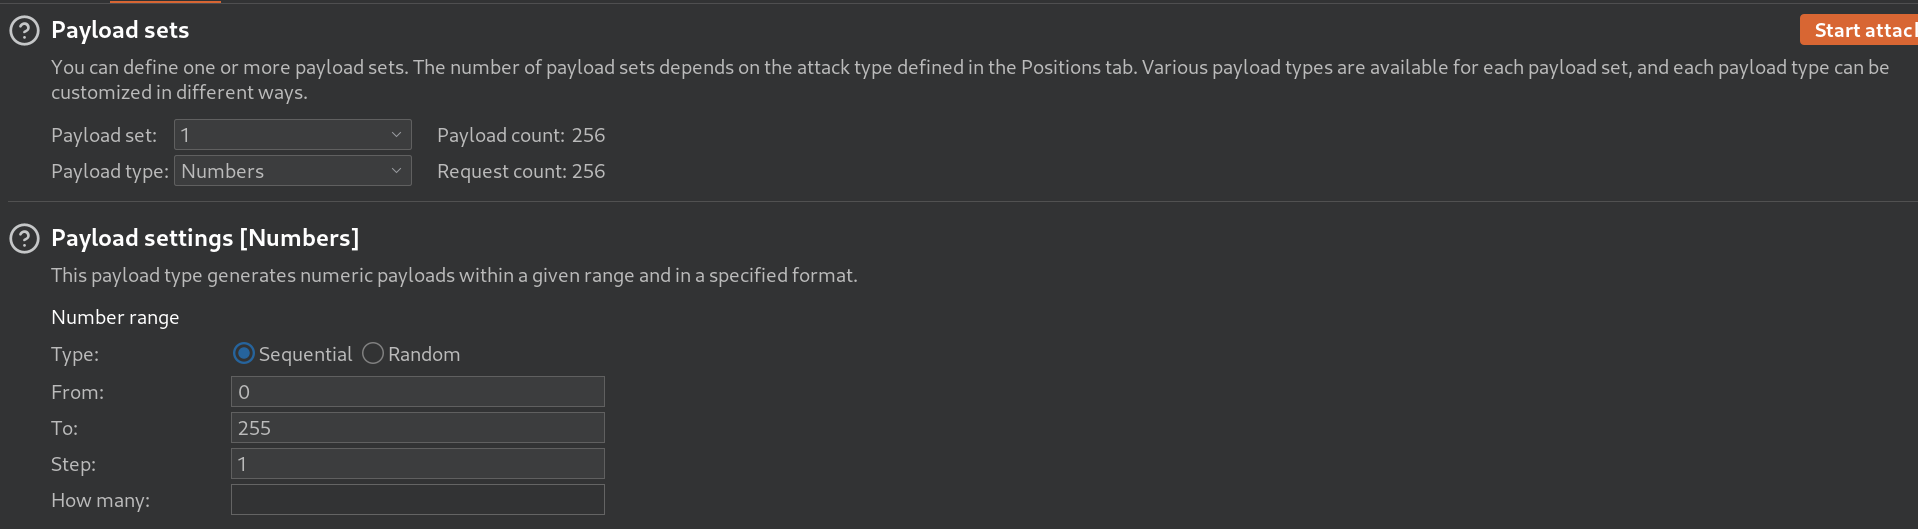 Payload sets
Start attack
You can define one or more payload sets. The number of payload sets depends on the attack type defined in the Positions tab. Various payload types are available for each payload set, and each payload type can be
customized in different ways.
Payload set: 1 Payload count: 256
Payload type: Numbers Request count: 256
Payload settings [Numbers]
This payload type generates numeric payloads within a given range and in a specified format.
Number range
Type: Sequential Random
From: 0
To: 255
Step: 1
How many: